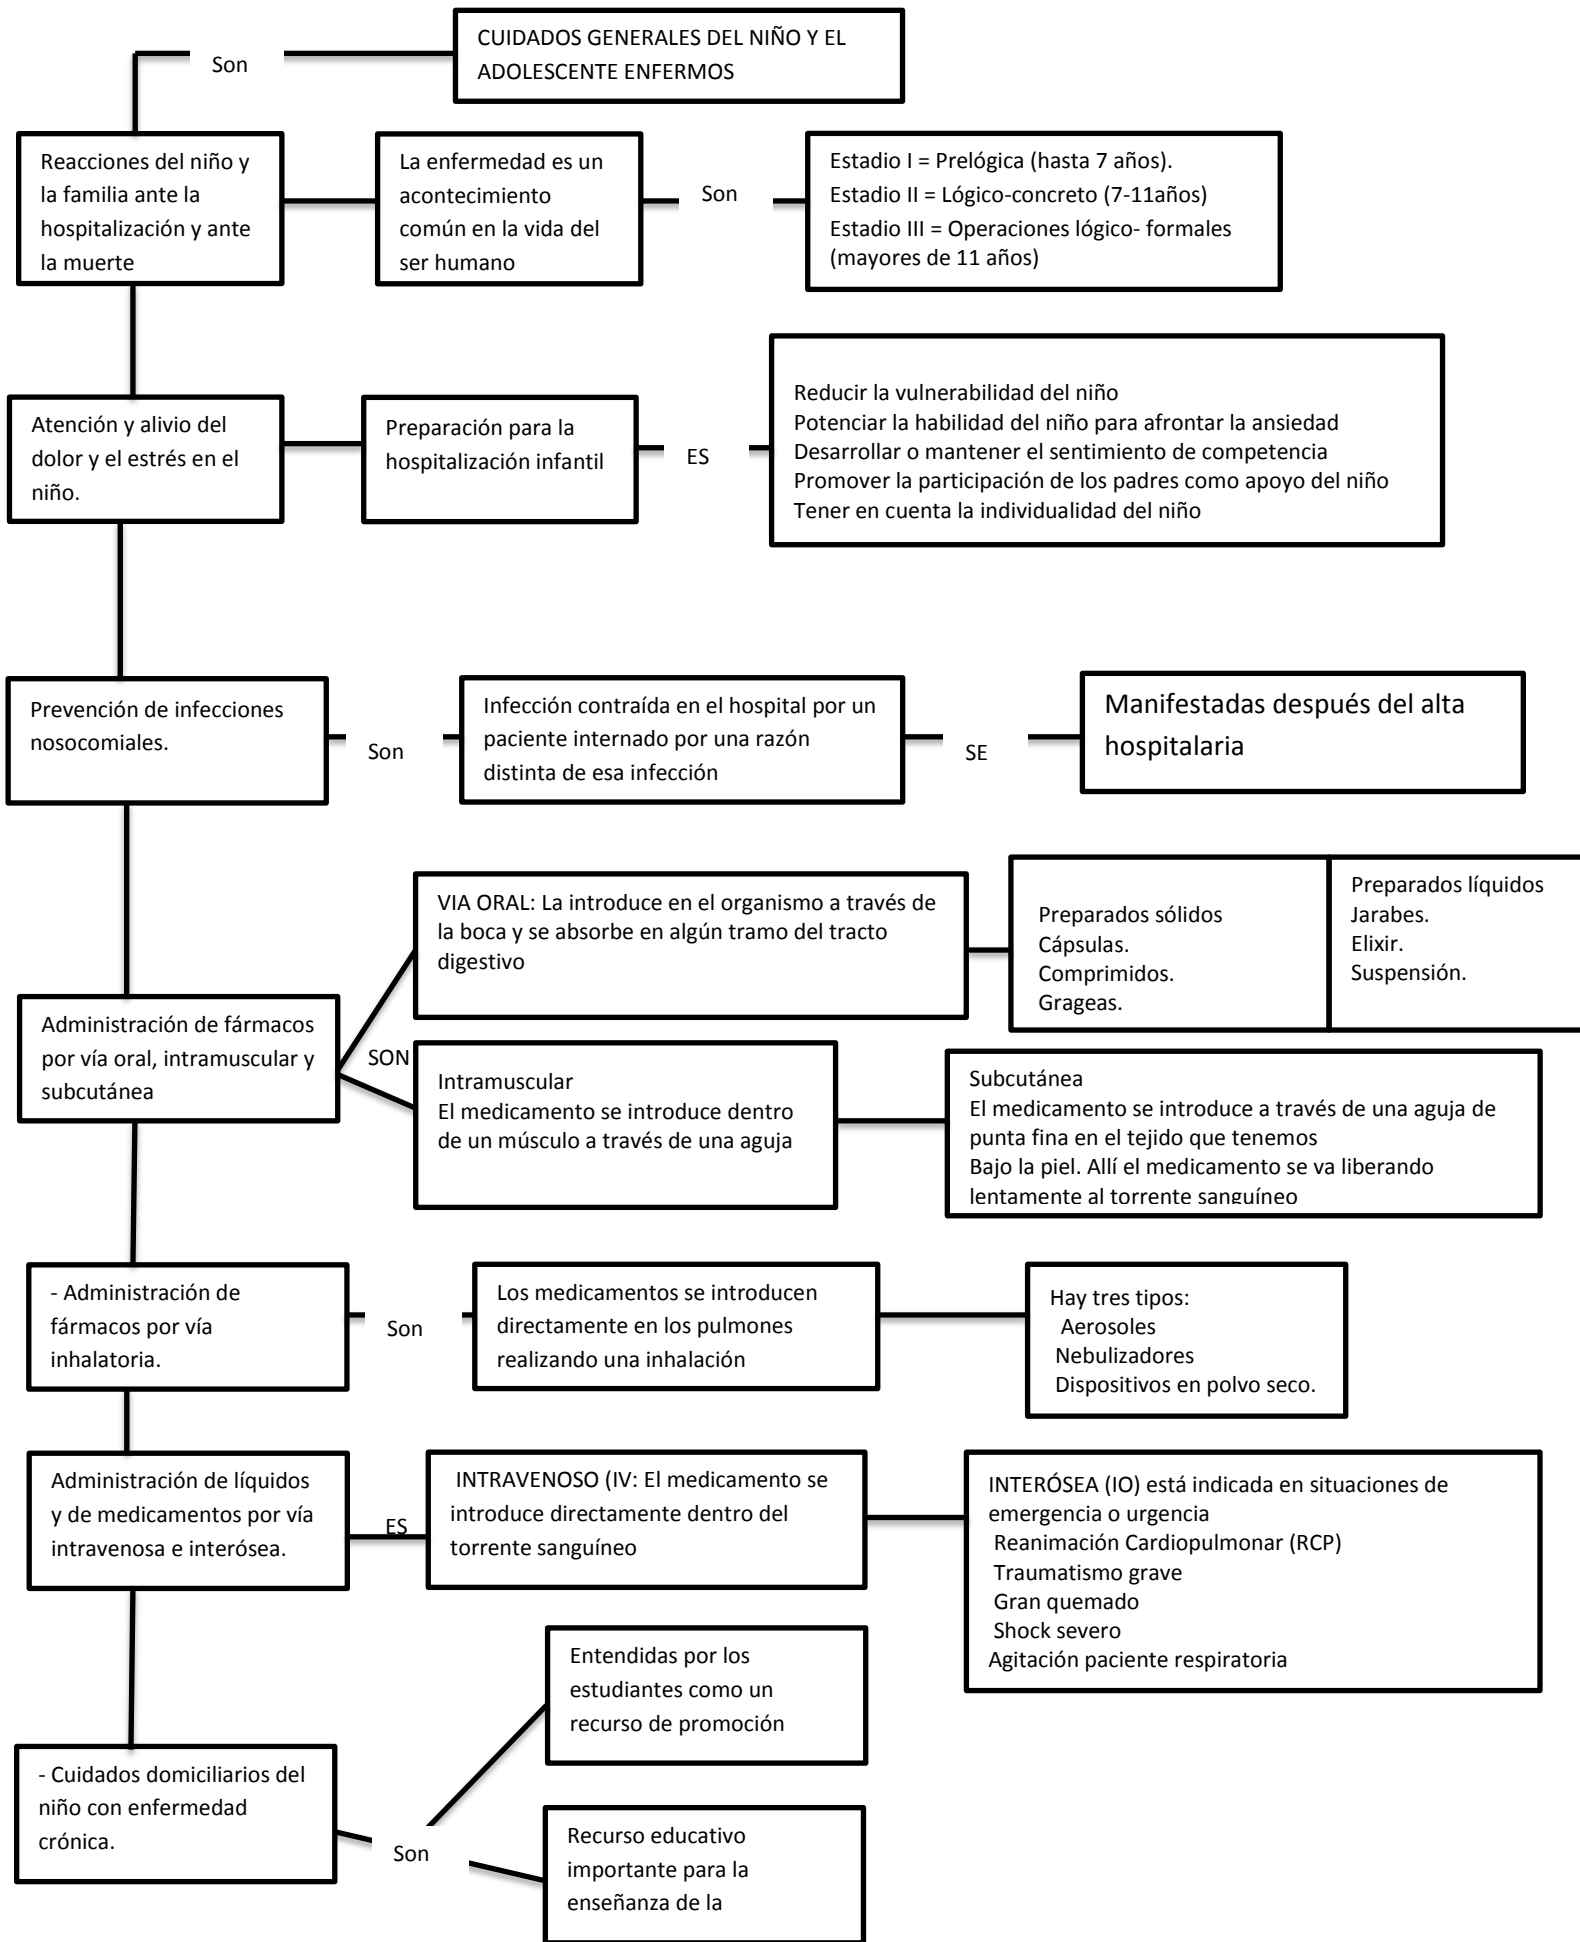 CUIDADOS GENERALES DEL NIÑO Y EL
ADOLESCENTE ENFERMOS
Son
Reacciones del niño y
la familia ante la
hospitalización y ante
la muerte
La enfermedad es un
acontecimiento
común en la vida del
ser humano
Son
Estadio I = Prelógica (hasta 7 años).
Estadio II = Lógico-concreto (7-11años)
Estadio III = Operaciones lógico- formales
(mayores de 11 años)
Atención y alivio del
dolor y el estrés en el
niño.
Preparación para la
hospitalización infantil
ES
Reducir la vulnerabilidad del niño
Potenciar la habilidad del niño para afrontar la ansiedad
Desarrollar o mantener el sentimiento de competencia
Promover la participación de los padres como apoyo del niño
Tener en cuenta la individualidad del niño
Prevención de infecciones
nosocomiales.
Son
Infección contraída en el hospital por un
paciente internado por una razón
distinta de esa infección
SE
Manifestadas después del alta
hospitalaria
Administración de fármacos
por vía oral, intramuscular y
subcutánea
SON
VIA ORAL: La introduce en el organismo a través de
la boca y se absorbe en algún tramo del tracto
digestivo
Preparados sólidos
Cápsulas.
Comprimidos.
Grageas.
Preparados líquidos
Jarabes.
Elixir.
Suspensión.
Intramuscular
El medicamento se introduce dentro
de un músculo a través de una aguja
Subcutánea
El medicamento se introduce a través de una aguja de
punta fina en el tejido que tenemos
Bajo la piel. Allí el medicamento se va liberando
lentamente al torrente sanguíneo
- Administración de
fármacos por vía
inhalatoria.
Son
Los medicamentos se introducen
directamente en los pulmones
realizando una inhalación
Hay tres tipos:
Aerosoles
Nebulizadores
Dispositivos en polvo seco.
Administración de líquidos
y de medicamentos por vía
intravenosa e interósea.
ES
INTRAVENOSO (IV: El medicamento se
introduce directamente dentro del
torrente sanguíneo
INTERÓSEA (IO) está indicada en situaciones de
emergencia o urgencia
Reanimación Cardiopulmonar (RCP)
Traumatismo grave
Gran quemado
Shock severo
Agitación paciente respiratoria
- Cuidados domiciliarios del
niño con enfermedad
crónica.
Son
Entendidas por los
estudiantes como un
recurso de promoción
Recurso educativo
importante para la
enseñanza de la